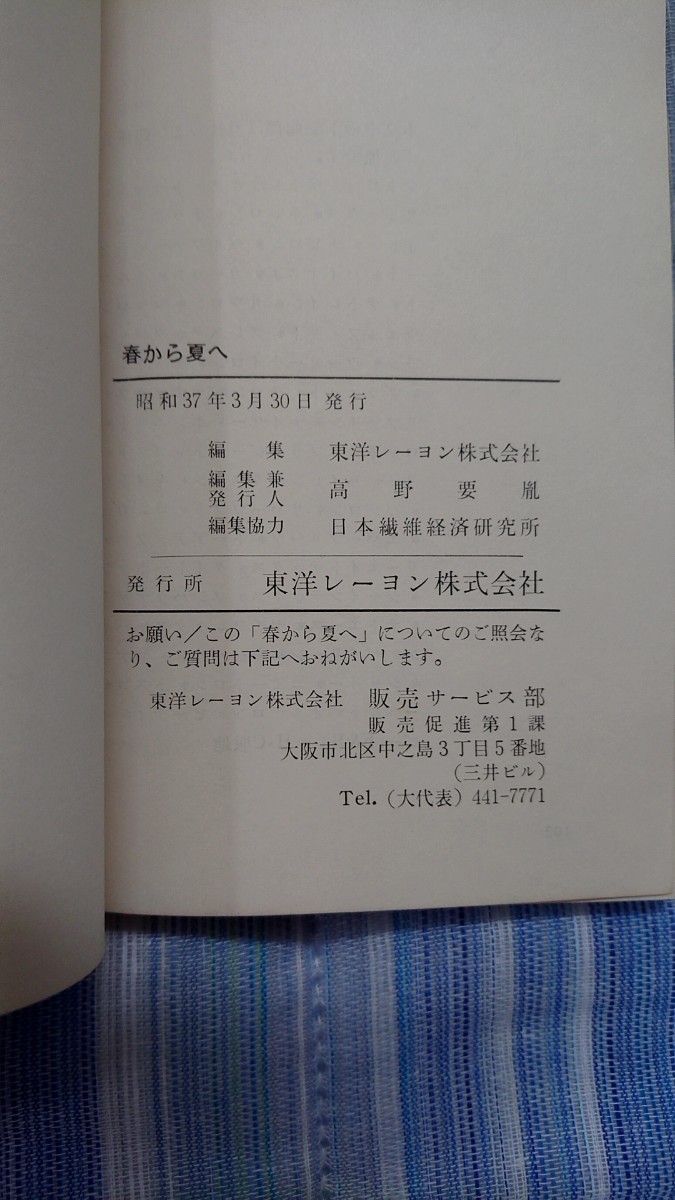 春から夏へ
昭和37年3月30日 発行
編集 東洋レーヨン株式会社
編集兼
発行人 高野要胤
編集協力 日本繊維経済研究所
発行所 東洋レーヨン株式会社
お願い/この「春から夏へ」についてのご照会な
り、ご質問は下記へおねがいします。
東洋レーヨン株式会社 販売サービス部
販売促進第1課
大阪市北区中之島3丁目5番地
(三井ビル)
Tel. (大代表) 441-7771